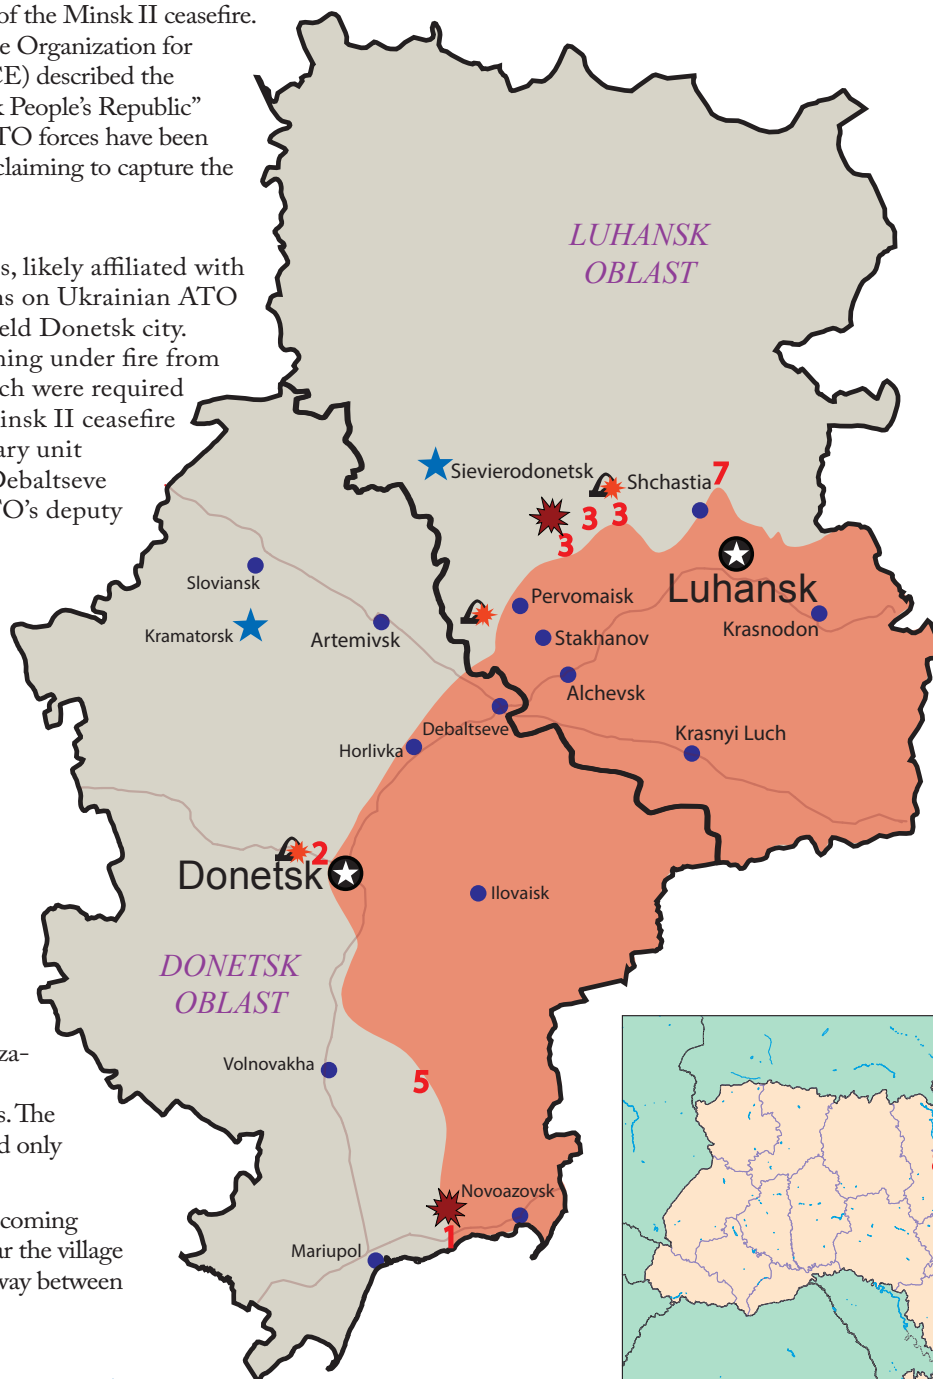 of the Minsk II ceasefire.
e Organization for
CE) described the
k People's Republic"
ATO forces have been
claiming to capture the
s, likely affiliated with
ns on Ukrainian ATO
eld Donetsk city.
ning under fire from
ch were required
insk II ceasefire
ary unit
Debaltseve
TO's deputy
LUHANSK
OBLAST
Sievierodonetsk
Shchastia
7
3
3
3
Luhansk
Sloviansk
Kramatorsk
Artemivsk
Pervomaisk
Stakhanov
Krasnodon
Alchevsk
Debaltseve
Krasnyi Luch
Horlivka
2
Donetsk
Ilovaisk
DONETSK
OBLAST
Volnovakha
5
za-
s. The
d only
coming
ar the village
way between
Novoazovsk
1
Mariupol